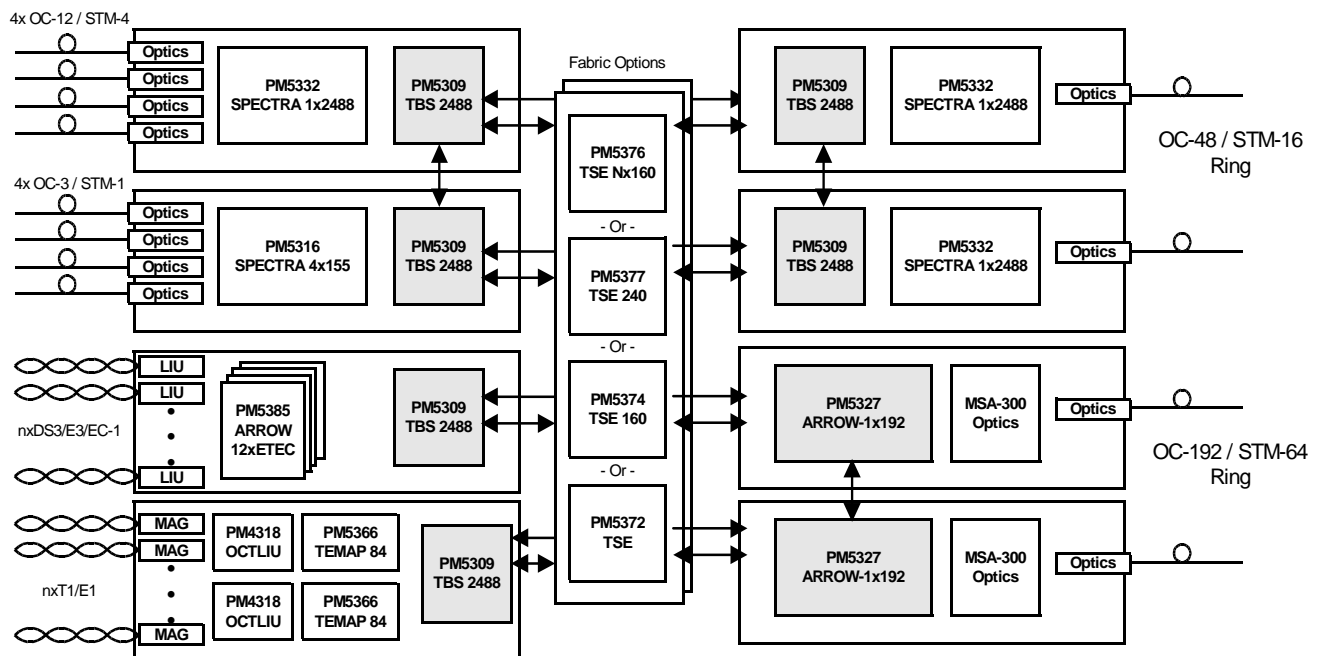 4x OC-12 / STM-4
Optics
Optics
Optics
Optics
PM5332
SPECTRA 1x2488
PM5309
TBS 2488
4x OC-3 / STM-1
Optics
Optics
Optics
Optics
PM5316
SPECTRA 4x155
PM5309
TBS 2488
nxDS3/E3/EC-1
LIU
LIU
LIU
PM5385
ARROW
12xETEC
PM5309
TBS 2488
nxT1/E1
MAG
MAG
MAG
PM4318
OCTLIU
PM5366
TEMAP 84
PM4318
OCTLIU
PM5366
TEMAP 84
PM5309
TBS 2488
Fabric Options
PM5376
TSE Nx160
- Or -
PM5377
TSE 240
- Or -
PM5374
TSE 160
- Or -
PM5372
TSE
PM5309
TBS 2488
PM5332
SPECTRA 1x2488
Optics
OC-48 / STM-16
Ring
PM5309
TBS 2488
PM5332
SPECTRA 1x2488
Optics
PM5327
ARROW-1x192
MSA-300
Optics
Optics
OC-192 / STM-64
Ring
PM5327
ARROW-1x192
MSA-300
Optics
Optics